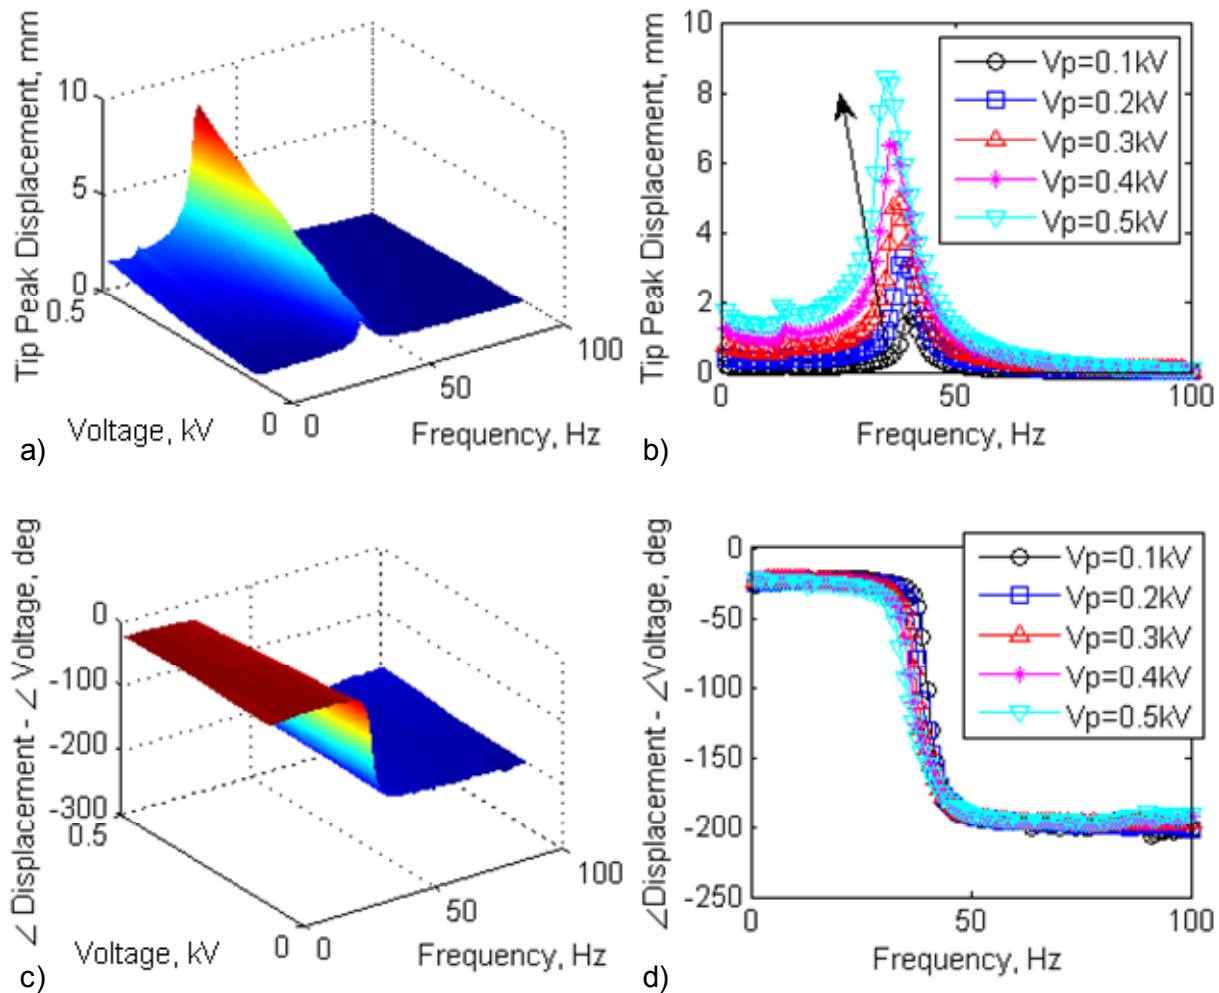 Tip Peak Displacement, mm
10
5
0
0.5
0
0
50
100
Voltage, kV
Frequency, Hz
a)
Tip Peak Displacement, mm
10
8
6
4
2
0
0
50
100
Frequency, Hz
Vp=0.1kV
Vp=0.2kV
Vp=0.3kV
Vp=0.4kV
Vp=0.5kV
b)
∠ Displacement - ∠ Voltage, deg
0
-100
-200
-300
0.5
0
0
50
100
Voltage, kV
Frequency, Hz
c)
∠Displacement - ∠Voltage, deg
0
-50
-100
-150
-200
-250
0
50
100
Frequency, Hz
Vp=0.1kV
Vp=0.2kV
Vp=0.3kV
Vp=0.4kV
Vp=0.5kV
d)